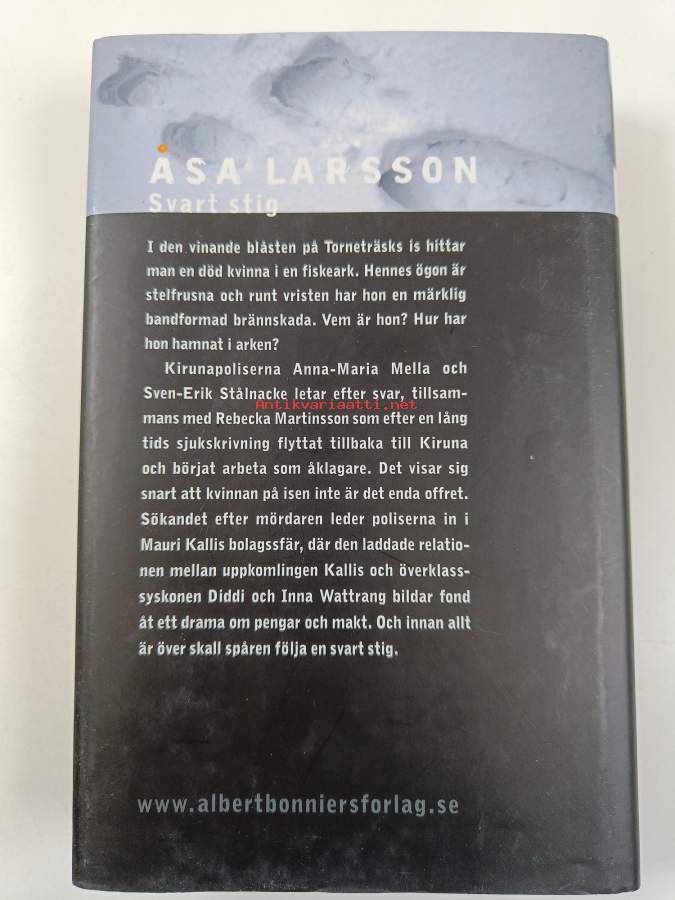 ÅSA LARSSON
Svart stig
I den vinande blåsten på Torneträsks is hittar
man en död kvinna i en fiskeark. Hennes ögon är
stelfrusna och runt vristen har hon en märklig
bandformad brännskada. Vem är hon? Hur har
hon hamnat i arken?
Kirunapoliserna Anna-Maria Mella och
Sven-Erik Stålnacke letar efter svar, tillsam-
Antikvariaatti.net
mans med Rebecka Martinsson som efter en lång
tids sjukskrivning flyttat tillbaka till Kiruna
och börjat arbeta som åklagare. Det visar sig
snart att kvinnan på isen inte är det enda offret.
Sökandet efter mördaren leder poliserna in i
Mauri Kallis bolagssfär, där den laddade relatio-
nen mellan uppkomlingen Kallis och överklass-
syskonen Diddi och Inna Wattrang bildar fond
åt ett drama om pengar och makt. Och innan allt
är över skall spåren följa en svart stig.
www.albertbonniersforlag.se